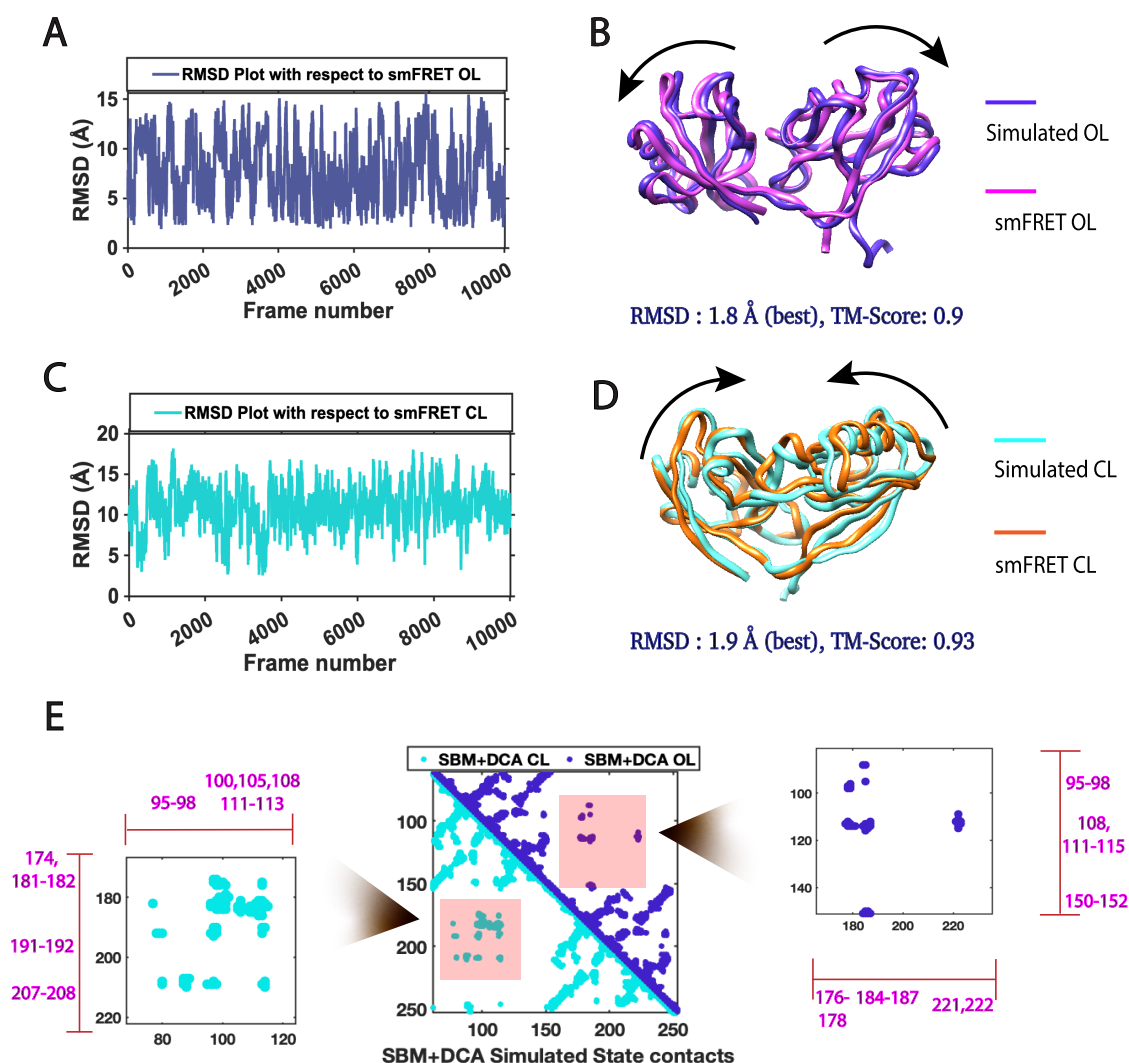 A
RMSD Plot with respect to smFRET OL
15
10
5
0
RMSD (Å)
0
2000
4000
6000
8000
10000
Frame number
B
Simulated OL
smFRET OL
RMSD : 1.8 Å (best), TM-Score: 0.9
C
RMSD Plot with respect to smFRET CL
20
15
10
5
0
RMSD (Å)
0
2000
4000
6000
8000
10000
Frame number
D
Simulated CL
smFRET CL
RMSD : 1.9 Å (best), TM-Score: 0.93
E
95-98
100,105,108
111-113
174,
181-182
191-192
207-208
180
200
220
80
100
120
SBM+DCA CL
SBM+DCA OL
100
150
200
250
100
150
200
250
SBM+DCA Simulated State contacts
100
120
140
180
200
220
95-98
108,
111-115
150-152
176-
178
184-187
221,222